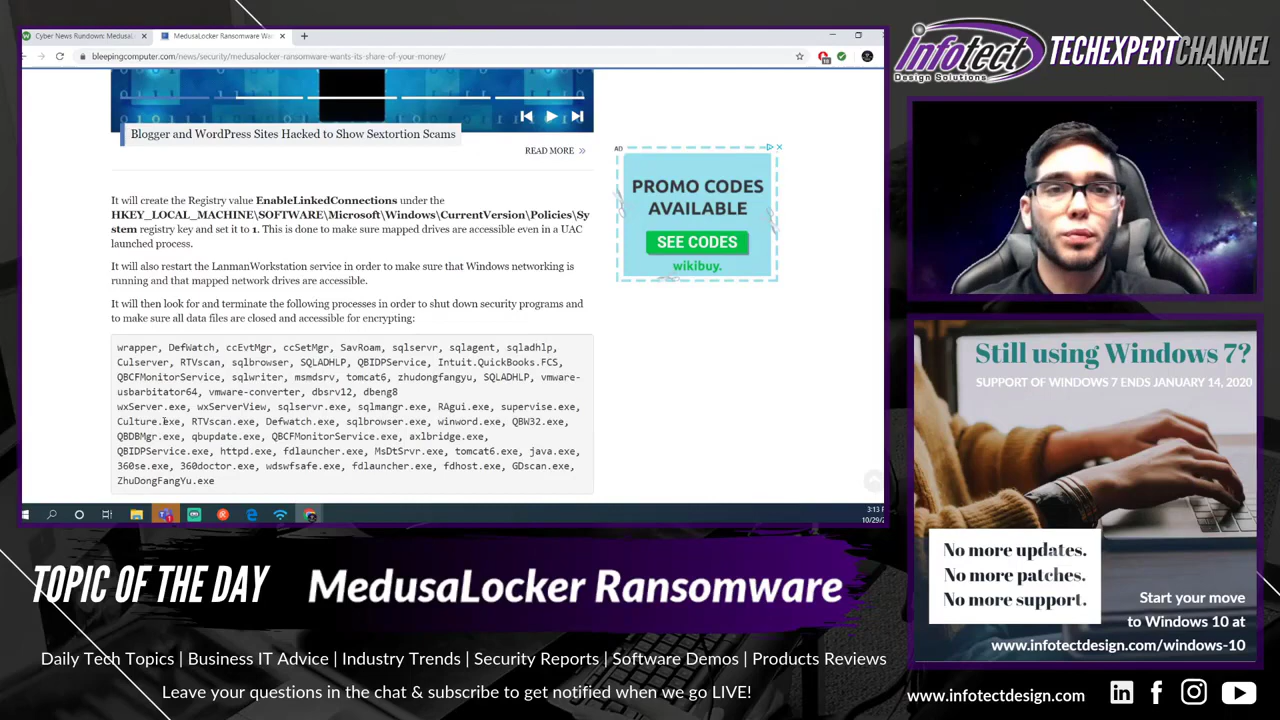 Cyber News Rundown: MedusaL
MedusaLocker Ransomware Wan
bleepingcomputer.com/news/security/medusalocker-ransomware-wants-its-share-of-your-money/
Blogger and WordPress Sites Hacked to Show Sextortion Scams
READ MORE
It will create the Registry value EnableLinkedConnections under the
HKEY_LOCAL_MACHINE\SOFTWARE\Microsoft\Windows\CurrentVersion\Policies\Sy
stem registry key and set it to 1. This is done to make sure mapped drives are accessible even in a UAC
launched process.
It will also restart the LanmanWorkstation service in order to make sure that Windows networking is
running and that mapped network drives are accessible.
It will then look for and terminate the following processes in order to shut down security programs and
to make sure all data files are closed and accessible for encrypting:
wrapper, DefWatch, ccEvtMgr, ccSetMgr, SavRoam, sqlservr, sqlagent, sqladhlp,
Culserver, RTVscan, sqlbrowser, SQLADHLP, QBIDPService, Intuit.QuickBooks.FCS,
QBCFMonitorService, sqlwriter, msmdsrv, tomcat6, zhudongfangyu, SQLADHLP, vmware-
usbarbitator64, vmware-converter, dbsrv12, dbeng8
wxServer.exe, wxServerView, sqlservr.exe, sqlmangr.exe, RAgui.exe, supervise.exe,
Culture.exe, RTVscan.exe, Defwatch.exe, sqlbrowser.exe, winword.exe, QBW32.exe,
QBDBMgr.exe, qbupdate.exe, QBCFMonitorService.exe, axlbridge.exe,
QBIDPService.exe, httpd.exe, fdlauncher.exe, MsDtSrvr.exe, tomcat6.exe, java.exe,
360se.exe, 360doctor.exe, wdswfsafe.exe, fdlauncher.exe, fdhost.exe, GDscan.exe,
ZhuDongFangYu.exe
AD
PROMO CODES
AVAILABLE
SEE CODES
wikibuy.
3:13 P
10/29/2
Infotect
Design Solutions
TECHEXPERTCHANNEL
Still using Windows 7?
SUPPORT OF WINDOWS 7 ENDS JANUARY 14, 2020
No more updates.
No more patches.
No more support.
Start your move
to Windows 10 at
www.infotectdesign.com/windows-10
TOPIC OF THE DAY
MedusaLocker Ransomware
Daily Tech Topics | Business IT Advice | Industry Trends | Security Reports | Software Demos | Products Reviews
Leave your questions in the chat & subscribe to get notified when we go LIVE!
www.infotectdesign.com